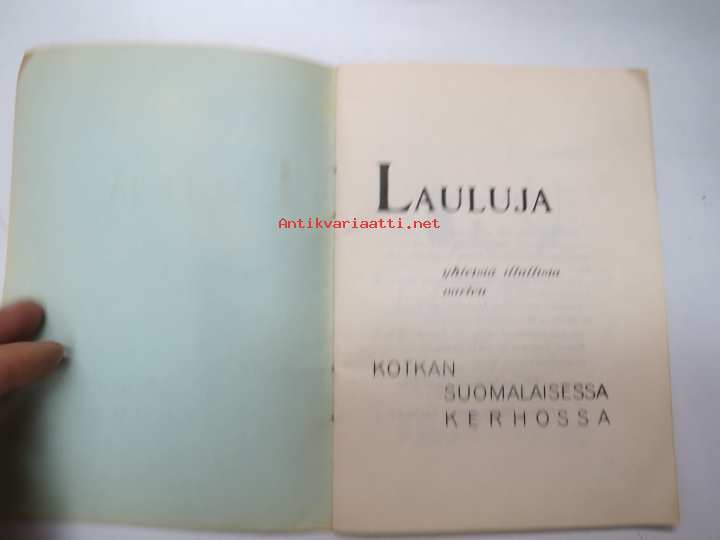 LAULUJA
Antikvariaatti.net
yhteisiä illallisia
varten
KOTKAN
SUOMALAISESSA
KERHOSSA